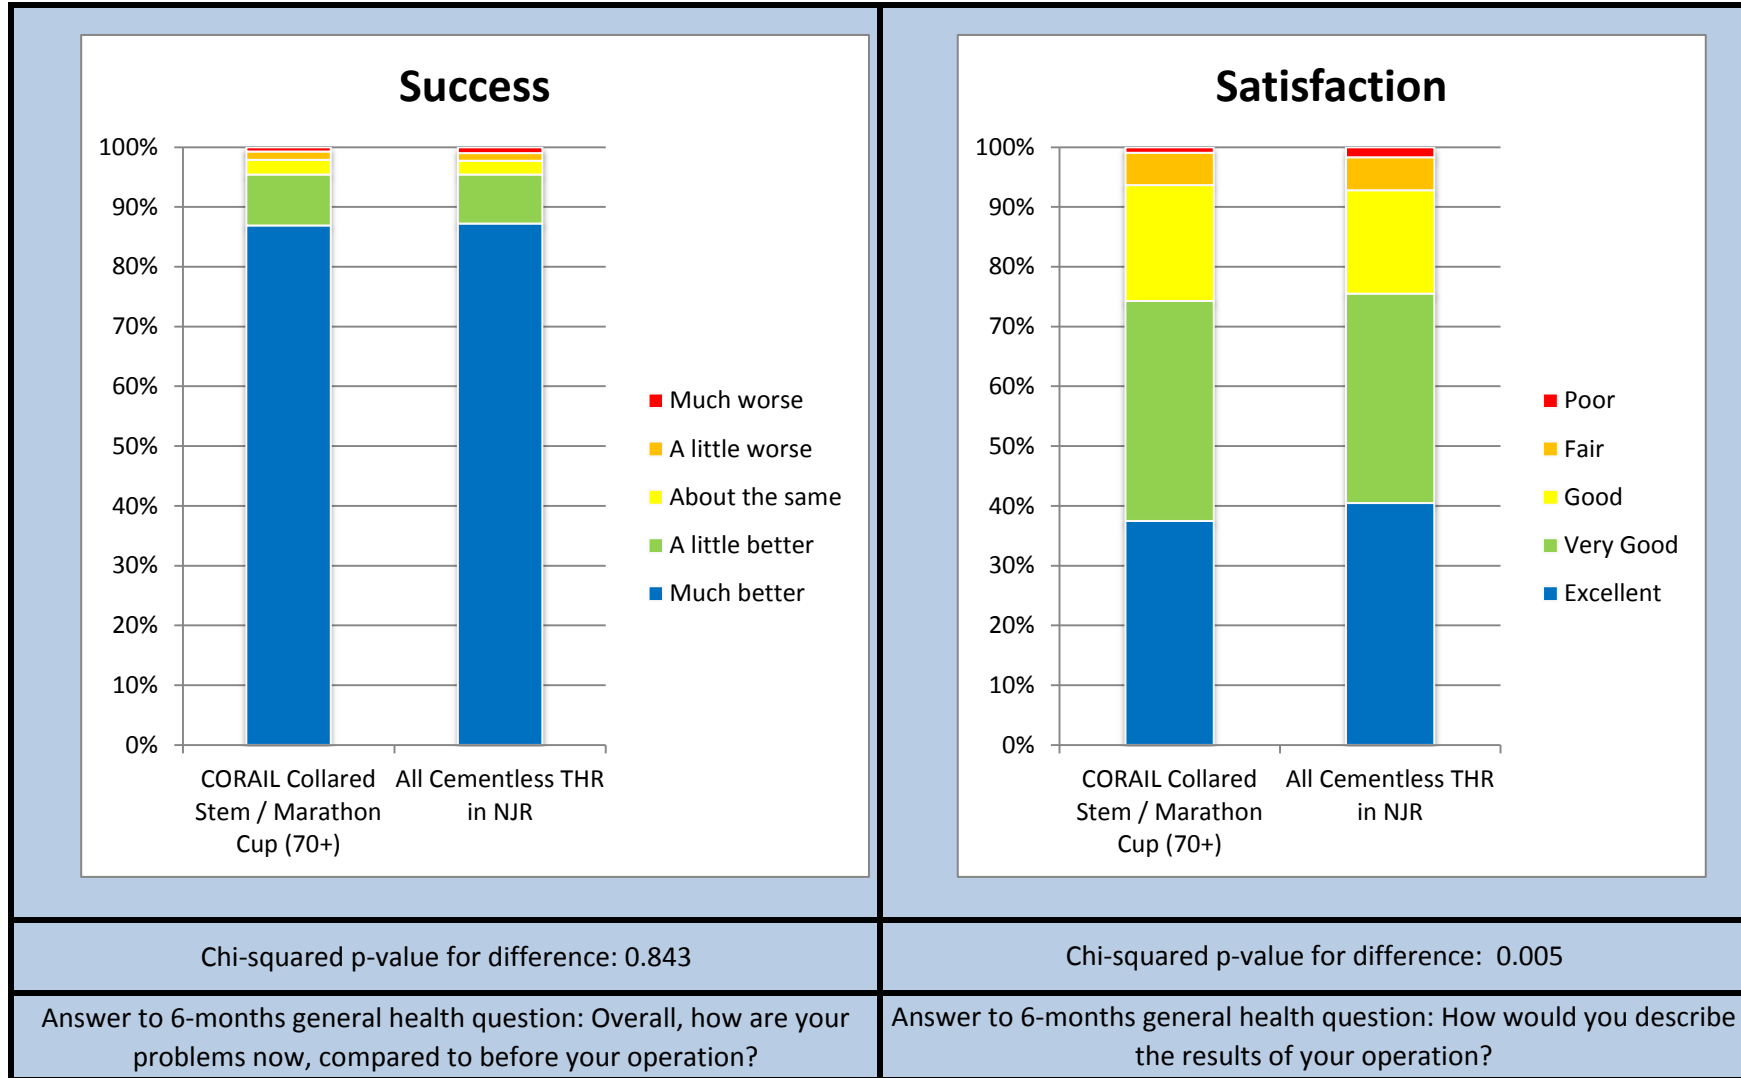 Success
100%
90%
80%
70%
60%
50%
40%
30%
20%
10%
0%
CORAIL Collared
Stem / Marathon
Cup (70+)
All Cementless THR
in NJR
Much worse
A little worse
About the same
A little better
Much better
Chi-squared p-value for difference: 0.843
Answer to 6-months general health question: Overall, how are your
problems now, compared to before your operation?
Satisfaction
100%
90%
80%
70%
60%
50%
40%
30%
20%
10%
0%
CORAIL Collared
Stem / Marathon
Cup (70+)
All Cementless THR
in NJR
Poor
Fair
Good
Very Good
Excellent
Chi-squared p-value for difference: 0.005
Answer to 6-months general health question: How would you describe
the results of your operation?